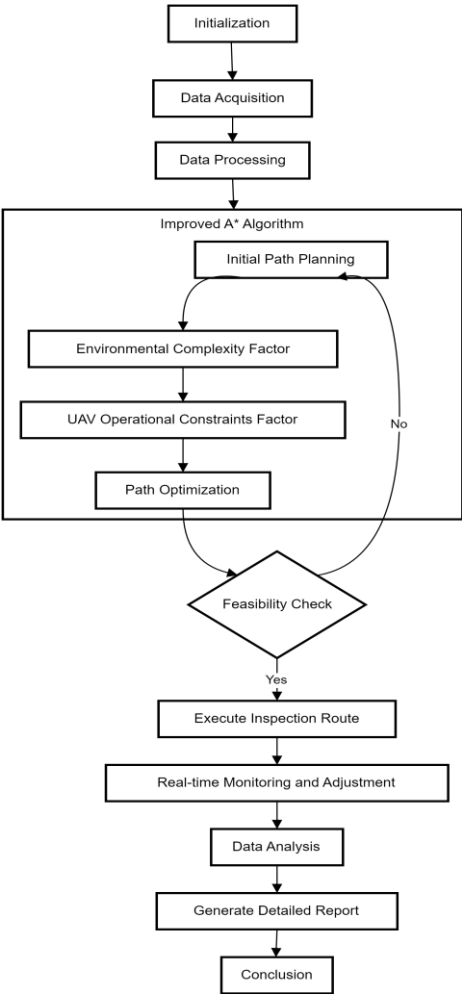 Initialization
Data Acquisition
Data Processing
Improved A* Algorithm
Initial Path Planning
Environmental Complexity Factor
UAV Operational Constraints Factor
No
Path Optimization
Feasibility Check
Yes
Execute Inspection Route
Real-time Monitoring and Adjustment
Data Analysis
Generate Detailed Report
Conclusion